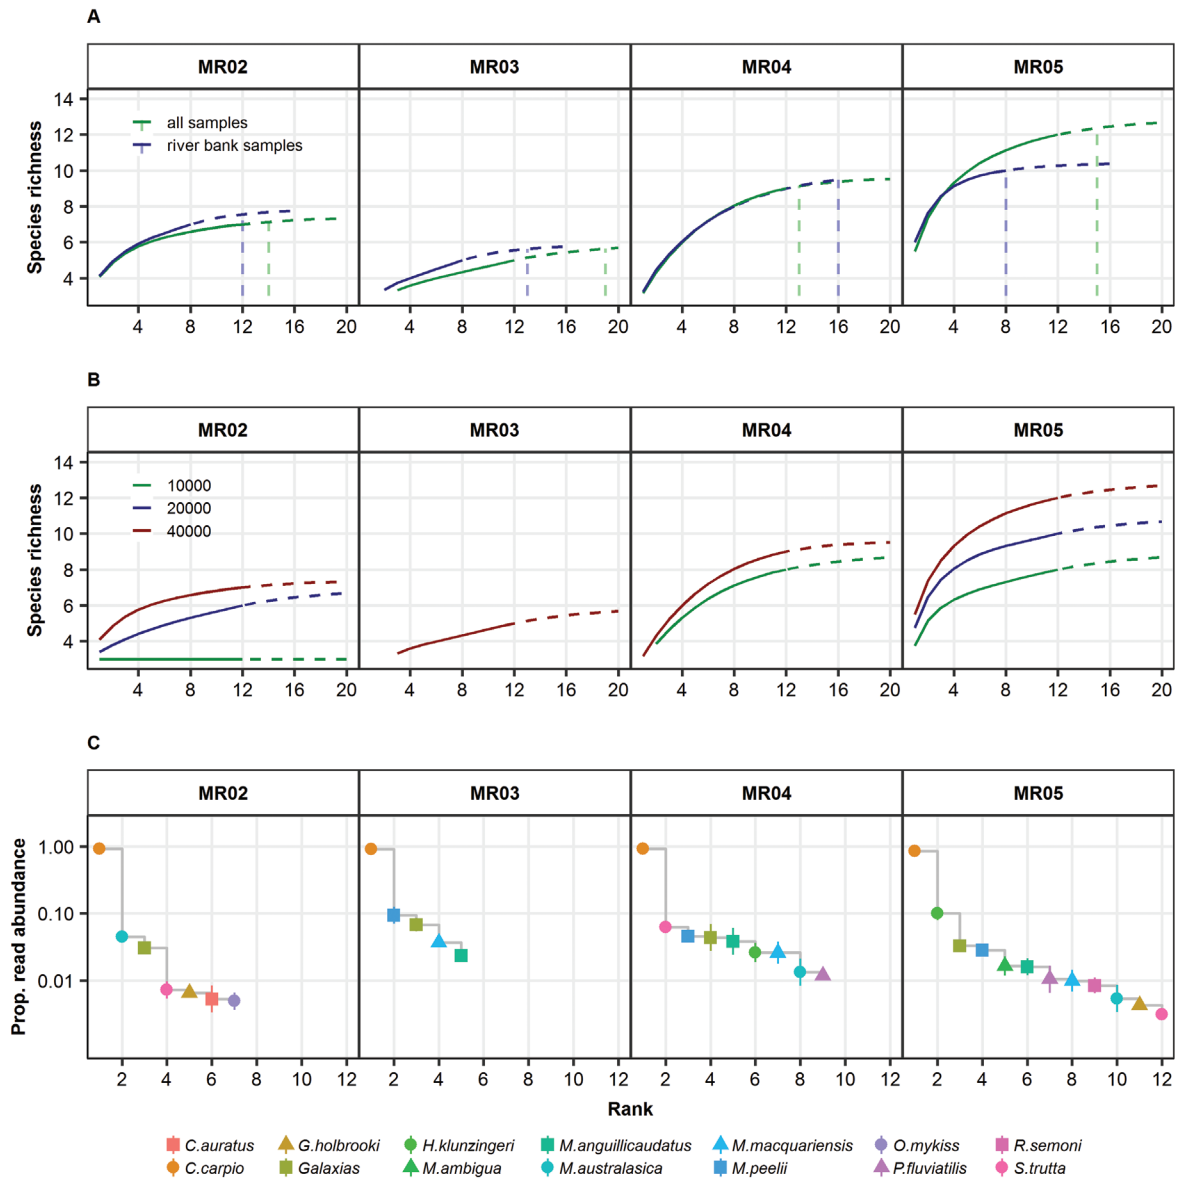 A
MR02 MR03 MR04 MR05
Species richness
14
12
10
8
6
4
all samples
river bank samples
4 8 12 16 20 4 8 12 16 20 4 8 12 16 20 4 8 12 16 20
B
MR02 MR03 MR04 MR05
Species richness
14
12
10
8
6
4
10000
20000
40000
4 8 12 16 20 4 8 12 16 20 4 8 12 16 20 4 8 12 16 20
C
MR02 MR03 MR04 MR05
Prop. read abundance
1.00
0.10
0.01
2 4 6 8 10 12 2 4 6 8 10 12 2 4 6 8 10 12 2 4 6 8 10 12
Rank
C.auratus G.holbrooki H.klunzingeri M.anguillicaudatus M.macquariensis O.mykiss R.semoni
C.carpio Galaxias M.ambigua M.australasica M.peelii P.fluviatilis S.trutta